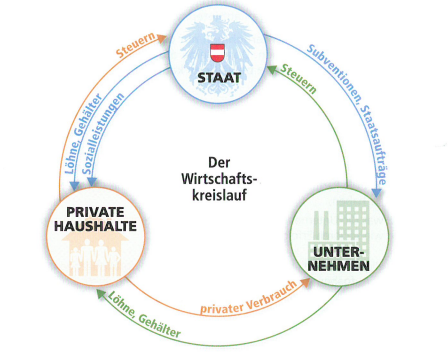 Steuern
STAAT
Subventionen, Staatsaufträge
Steuern
Löhne, Gehälter
Sozialleistungen
Der
Wirtschafts-
kreislauf
PRIVATE
HAUSHALTE
UNTER-
NEHMEN
privater Verbrauch
Löhne, Gehälter